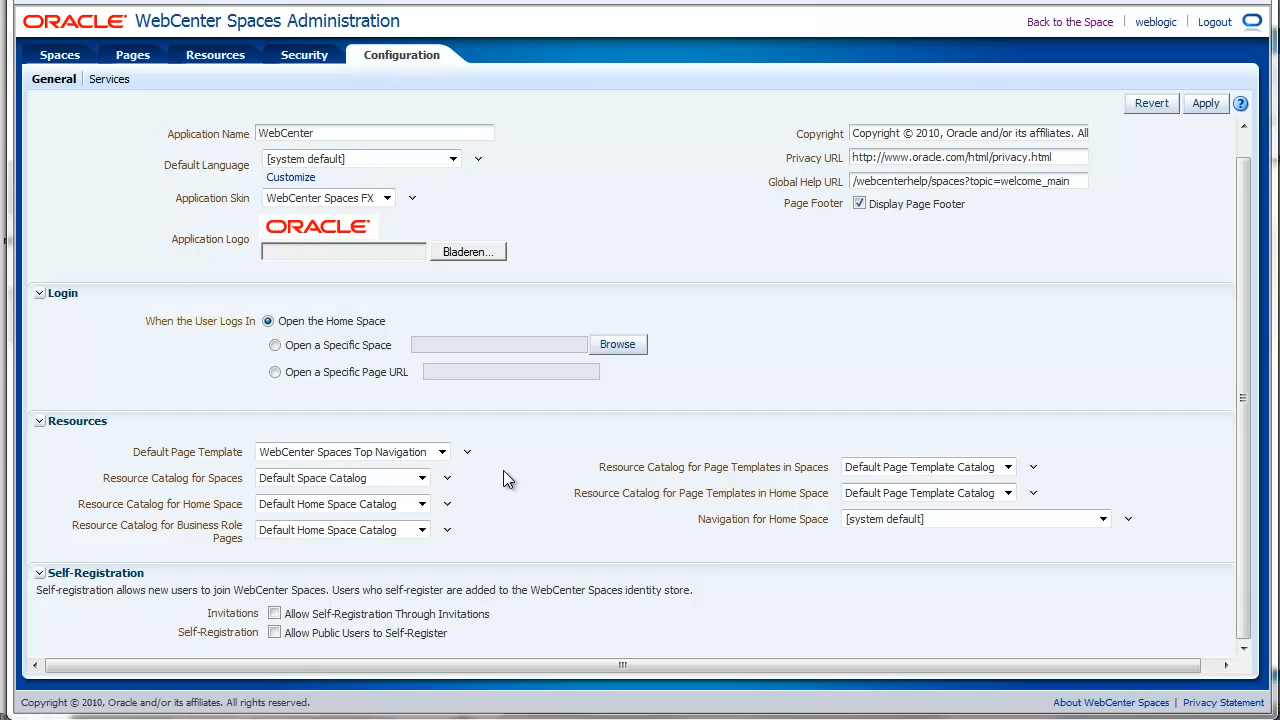 ORACLE WebCenter Spaces Administration
Back to the Space weblogic Logout
Spaces Pages Resources Security Configuration
General Services
Revert Apply ?
Application Name WebCenter
Default Language [system default]
Customize
Application Skin WebCenter Spaces FX
Application Logo ORACLE
Bladeren...
Copyright Copyright © 2010, Oracle and/or its affiliates. All
Privacy URL http://www.oracle.com/html/privacy.html
Global Help URL /webcenterhelp/spaces?topic=welcome_main
Page Footer Display Page Footer
Login
When the User Logs In Open the Home Space
Open a Specific Space Browse
Open a Specific Page URL
Resources
Default Page Template WebCenter Spaces Top Navigation
Resource Catalog for Spaces Default Space Catalog
Resource Catalog for Home Space Default Home Space Catalog
Resource Catalog for Business Role Default Home Space Catalog
Pages
Resource Catalog for Page Templates in Spaces Default Page Template Catalog
Resource Catalog for Page Templates in Home Space Default Page Template Catalog
Navigation for Home Space [system default]
Self-Registration
Self-registration allows new users to join WebCenter Spaces. Users who self-register are added to the WebCenter Spaces identity store.
Invitations Allow Self-Registration Through Invitations
Self-Registration Allow Public Users to Self-Register
Copyright © 2010, Oracle and/or its affiliates. All rights reserved.
About WebCenter Spaces Privacy Statement